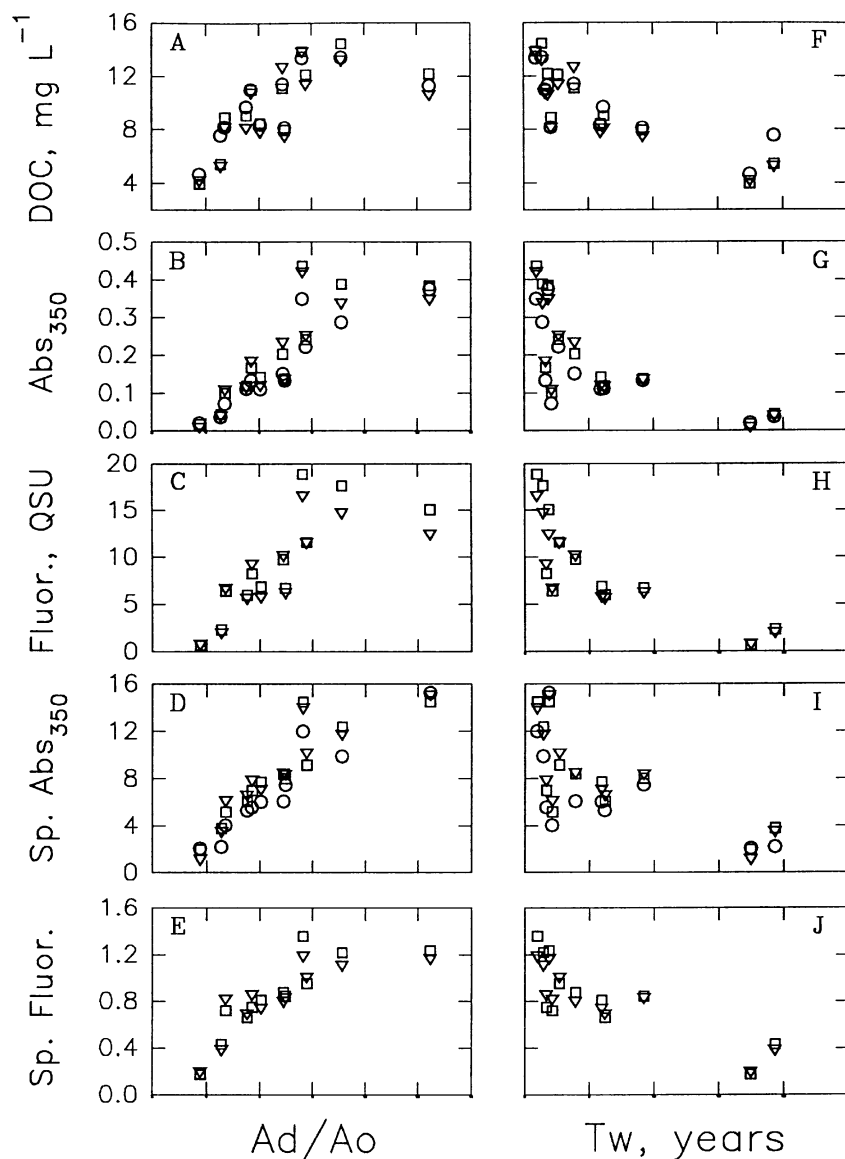 DOC, mg L⁻¹
16
12
8
4
A
F
Abs₃₅₀
0.5
0.4
0.3
0.2
0.1
0.0
B
G
Fluor., QSU
20
15
10
5
0
C
H
Sp. Abs₃₅₀
16
12
8
4
0
D
I
Sp. Fluor.
1.6
1.2
0.8
0.4
0.0
E
J
Ad/Ao
Tw, years